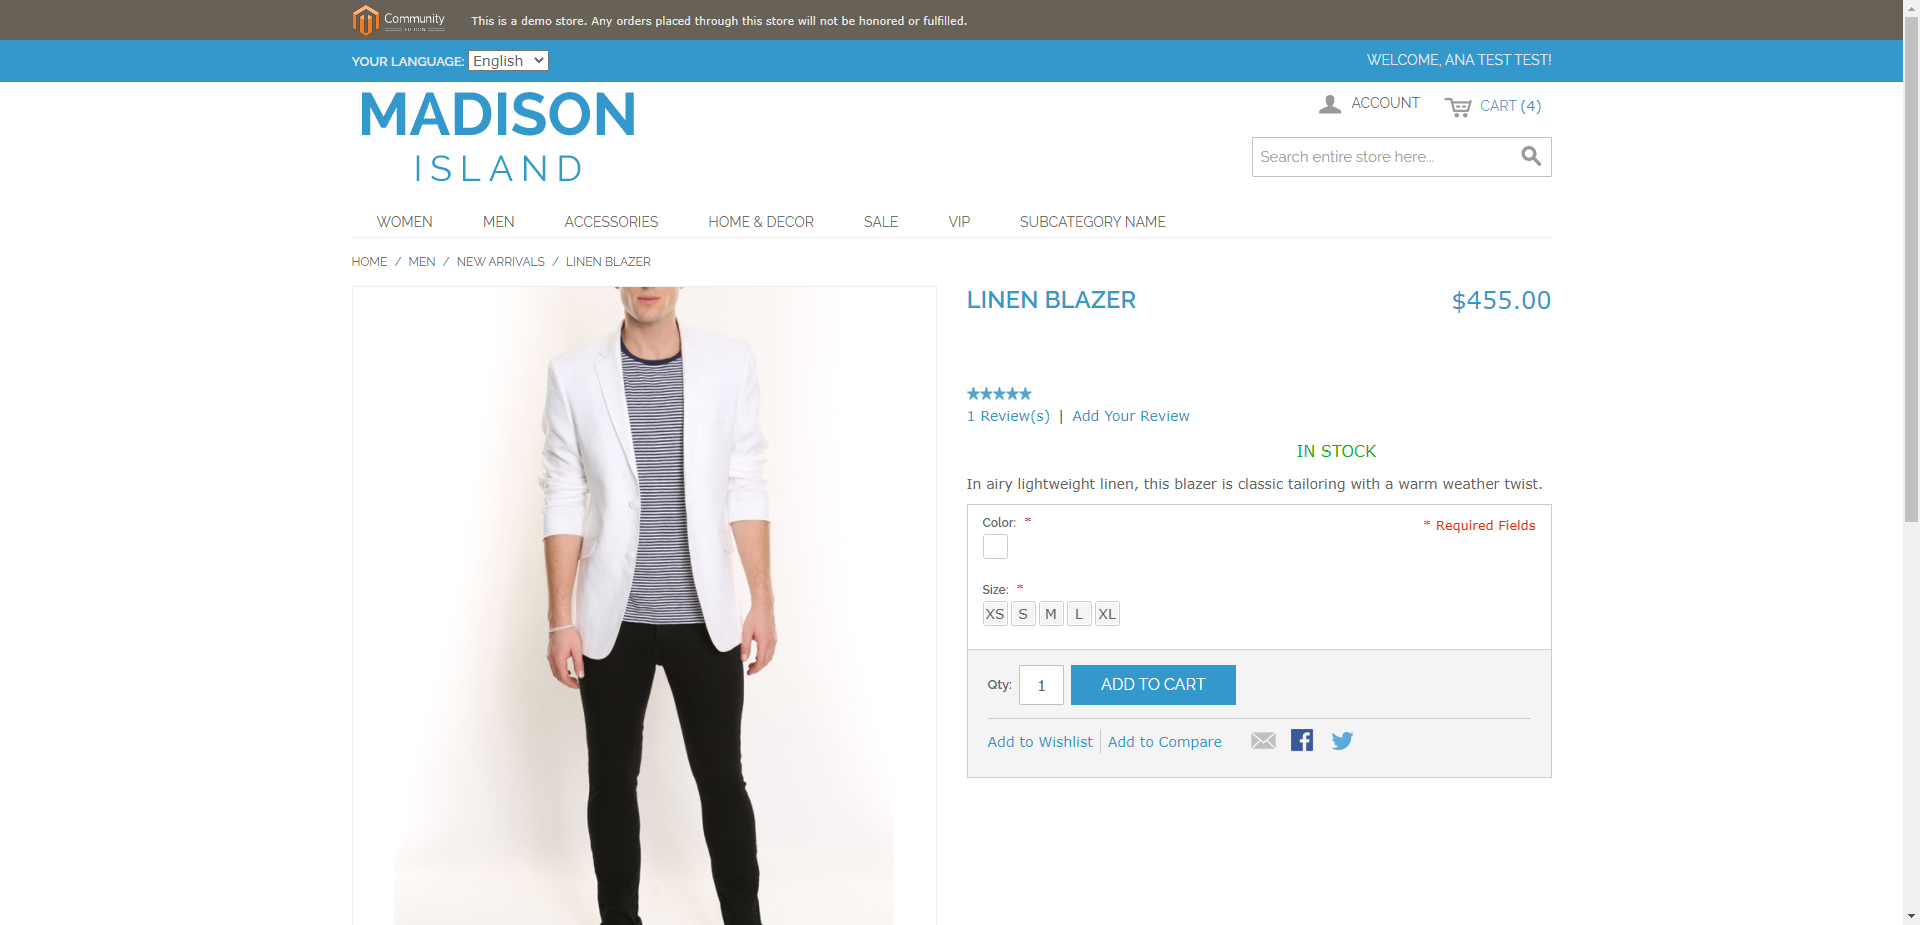 Community
EDITION
This is a demo store. Any orders placed through this store will not be honored or fulfilled.
YOUR LANGUAGE: English
WELCOME, ANA TEST TEST!
MADISON
ISLAND
ACCOUNT
CART (4)
Search entire store here...
WOMEN MEN ACCESSORIES HOME & DECOR SALE VIP SUBCATEGORY NAME
HOME / MEN / NEW ARRIVALS / LINEN BLAZER
LINEN BLAZER
$455.00
1 Review(s) | Add Your Review
IN STOCK
In airy lightweight linen, this blazer is classic tailoring with a warm weather twist.
Color: *
* Required Fields
Size: *
XS S M L XL
Qty: 1 ADD TO CART
Add to Wishlist Add to Compare